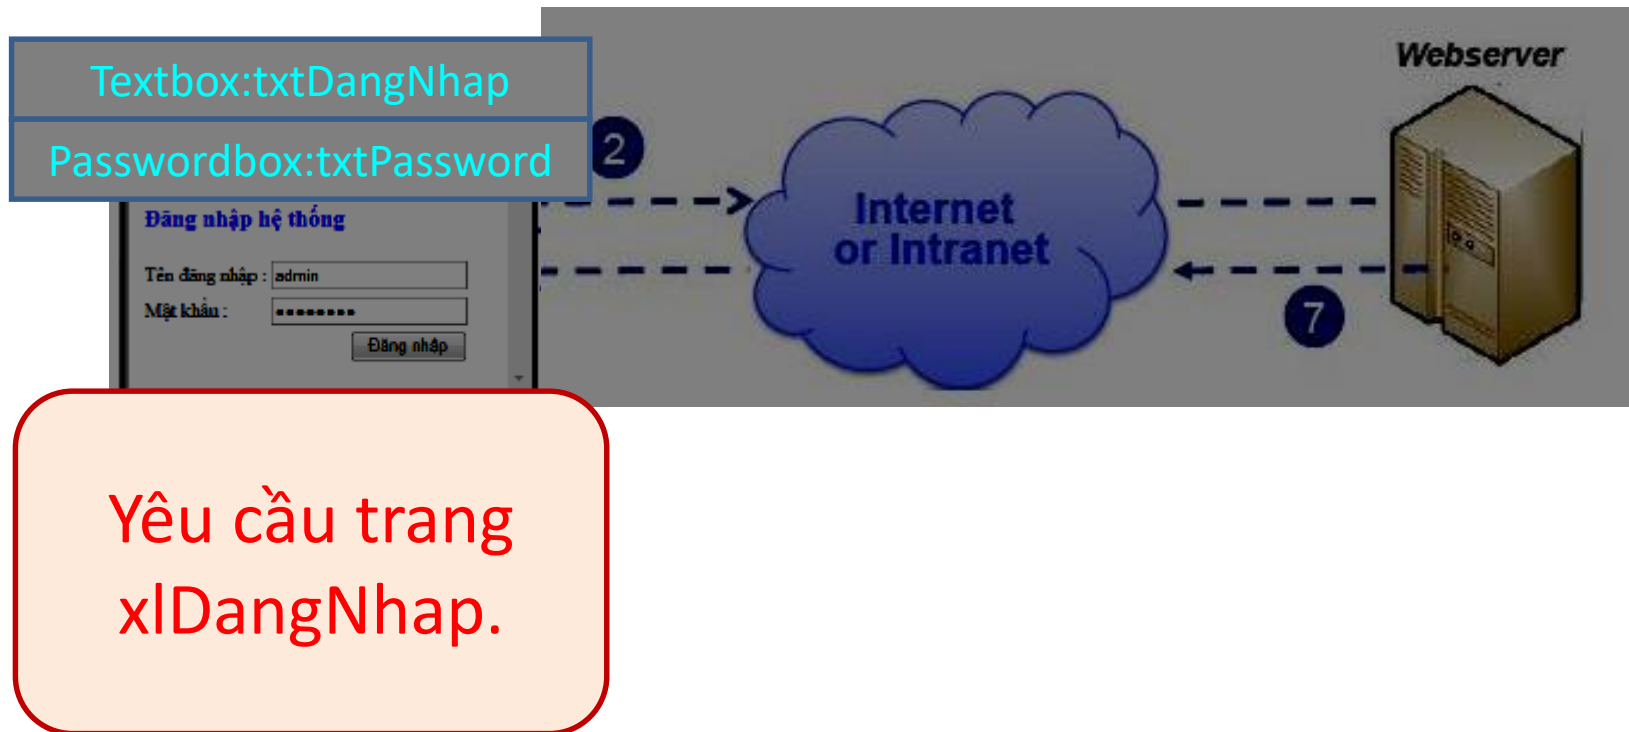 Textbox:txtDangNhap
Passwordbox:txtPassword
Đăng nhập hệ thống
Tên đăng nhập : admin
Mật khẩu : ••••••••
Đăng nhập
2
Internet
or Intranet
Webserver
7
Yêu cầu trang
xlDangNhap.